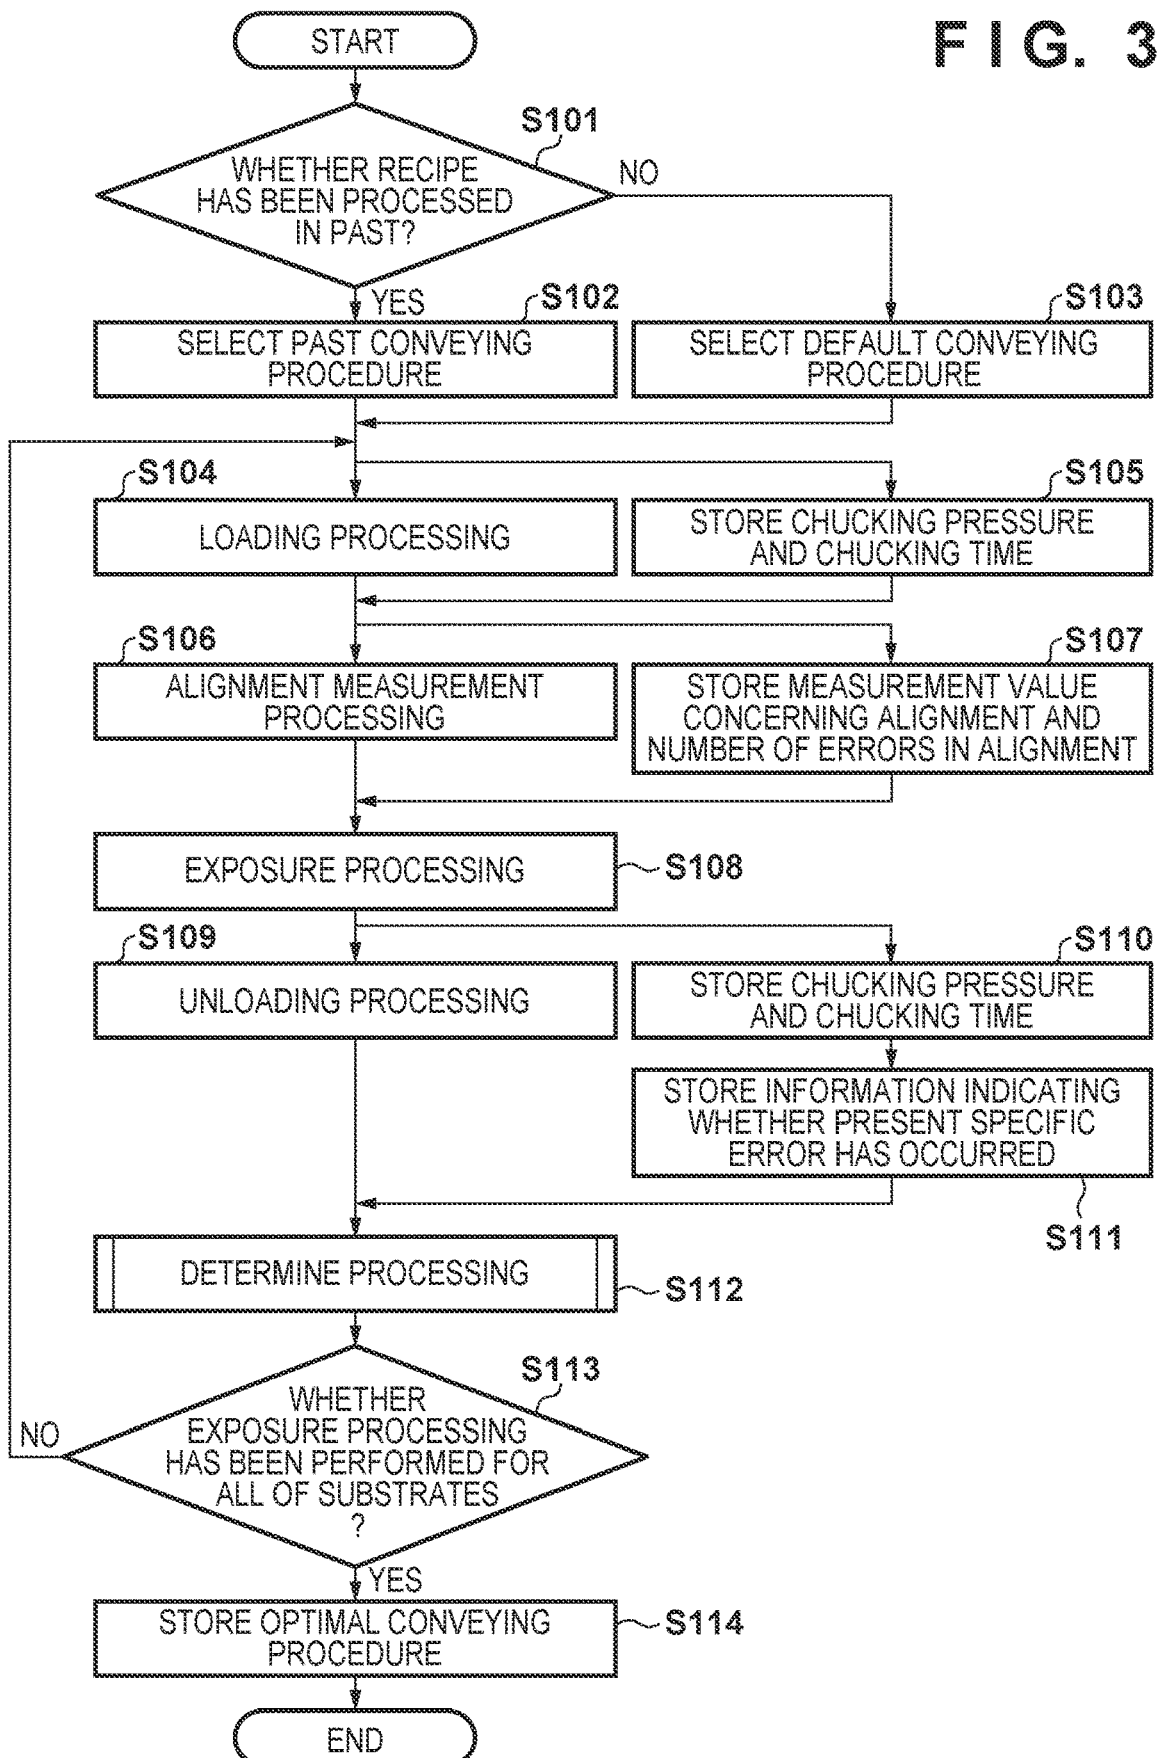 FIG. 3
START
S101
WHETHER RECIPE
HAS BEEN PROCESSED
IN PAST?
NO
YES
S102
SELECT PAST CONVEYING
PROCEDURE
S103
SELECT DEFAULT CONVEYING
PROCEDURE
S104
LOADING PROCESSING
S105
STORE CHUCKING PRESSURE
AND CHUCKING TIME
S106
ALIGNMENT MEASUREMENT
PROCESSING
S107
STORE MEASUREMENT VALUE
CONCERNING ALIGNMENT AND
NUMBER OF ERRORS IN ALIGNMENT
EXPOSURE PROCESSING
S108
S109
UNLOADING PROCESSING
S110
STORE CHUCKING PRESSURE
AND CHUCKING TIME
STORE INFORMATION INDICATING
WHETHER PRESENT SPECIFIC
ERROR HAS OCCURRED
S111
DETERMINE PROCESSING
S112
S113
WHETHER
EXPOSURE PROCESSING
HAS BEEN PERFORMED FOR
ALL OF SUBSTRATES
?
NO
YES
STORE OPTIMAL CONVEYING
PROCEDURE
S114
END